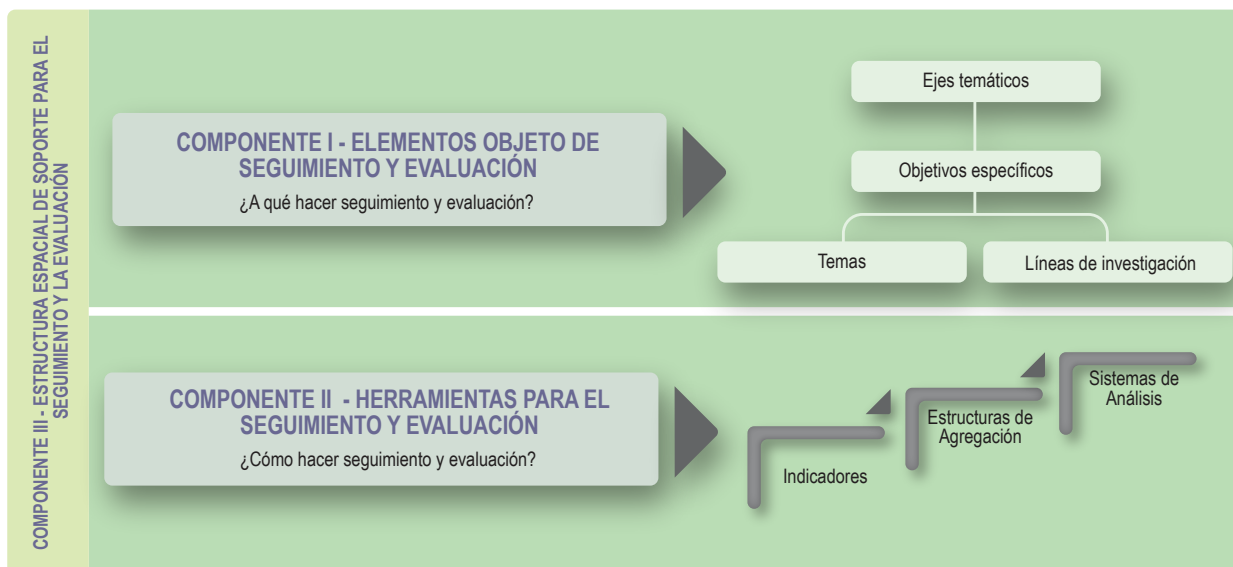 COMPONENTE III - ESTRUCTURA ESPACIAL DE SOPORTE PARA EL
SEGUIMIENTO Y LA EVALUACIÓN
COMPONENTE I - ELEMENTOS OBJETO DE
SEGUIMIENTO Y EVALUACIÓN
¿A qué hacer seguimiento y evaluación?
Ejes temáticos
Objetivos específicos
Temas
Líneas de investigación
COMPONENTE II - HERRAMIENTAS PARA EL
SEGUIMIENTO Y EVALUACIÓN
¿Cómo hacer seguimiento y evaluación?
Indicadores
Estructuras de
Agregación
Sistemas de
Análisis